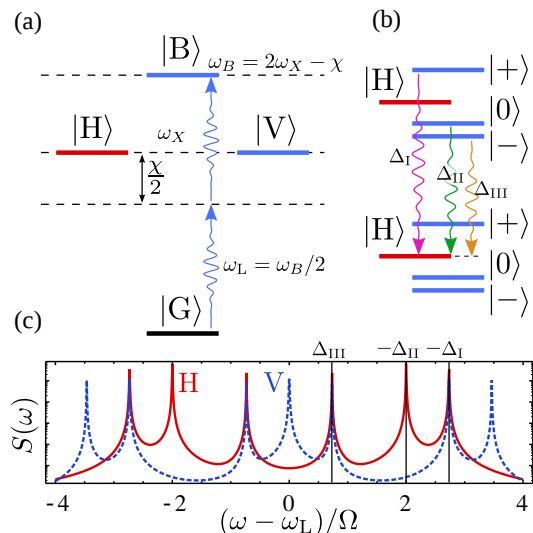 (a)
|B⟩ ω_B = 2ω_X − χ
|H⟩ ω_X |V⟩
χ/2
ω_L = ω_B/2
|G⟩
(b)
|+⟩
|H⟩
|0⟩
|−⟩
Δ_I Δ_II Δ_III
|+⟩
|H⟩
|0⟩
|−⟩
(c)
Δ_III −Δ_II −Δ_I
H V
S(ω)
-4 -2 0 2 4
(ω − ω_L)/Ω